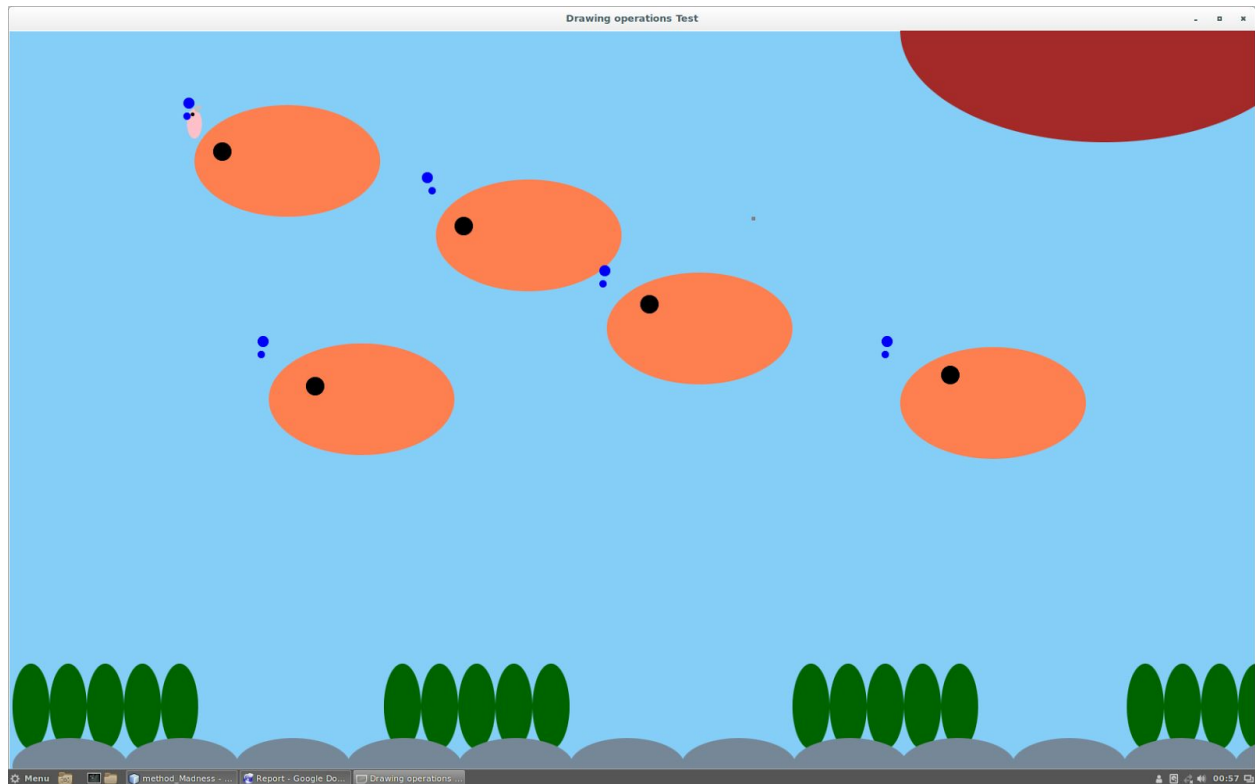 Drawing operations Test
Menu method_Madness - ... Report - Google Do... Drawing operations ... 00:57